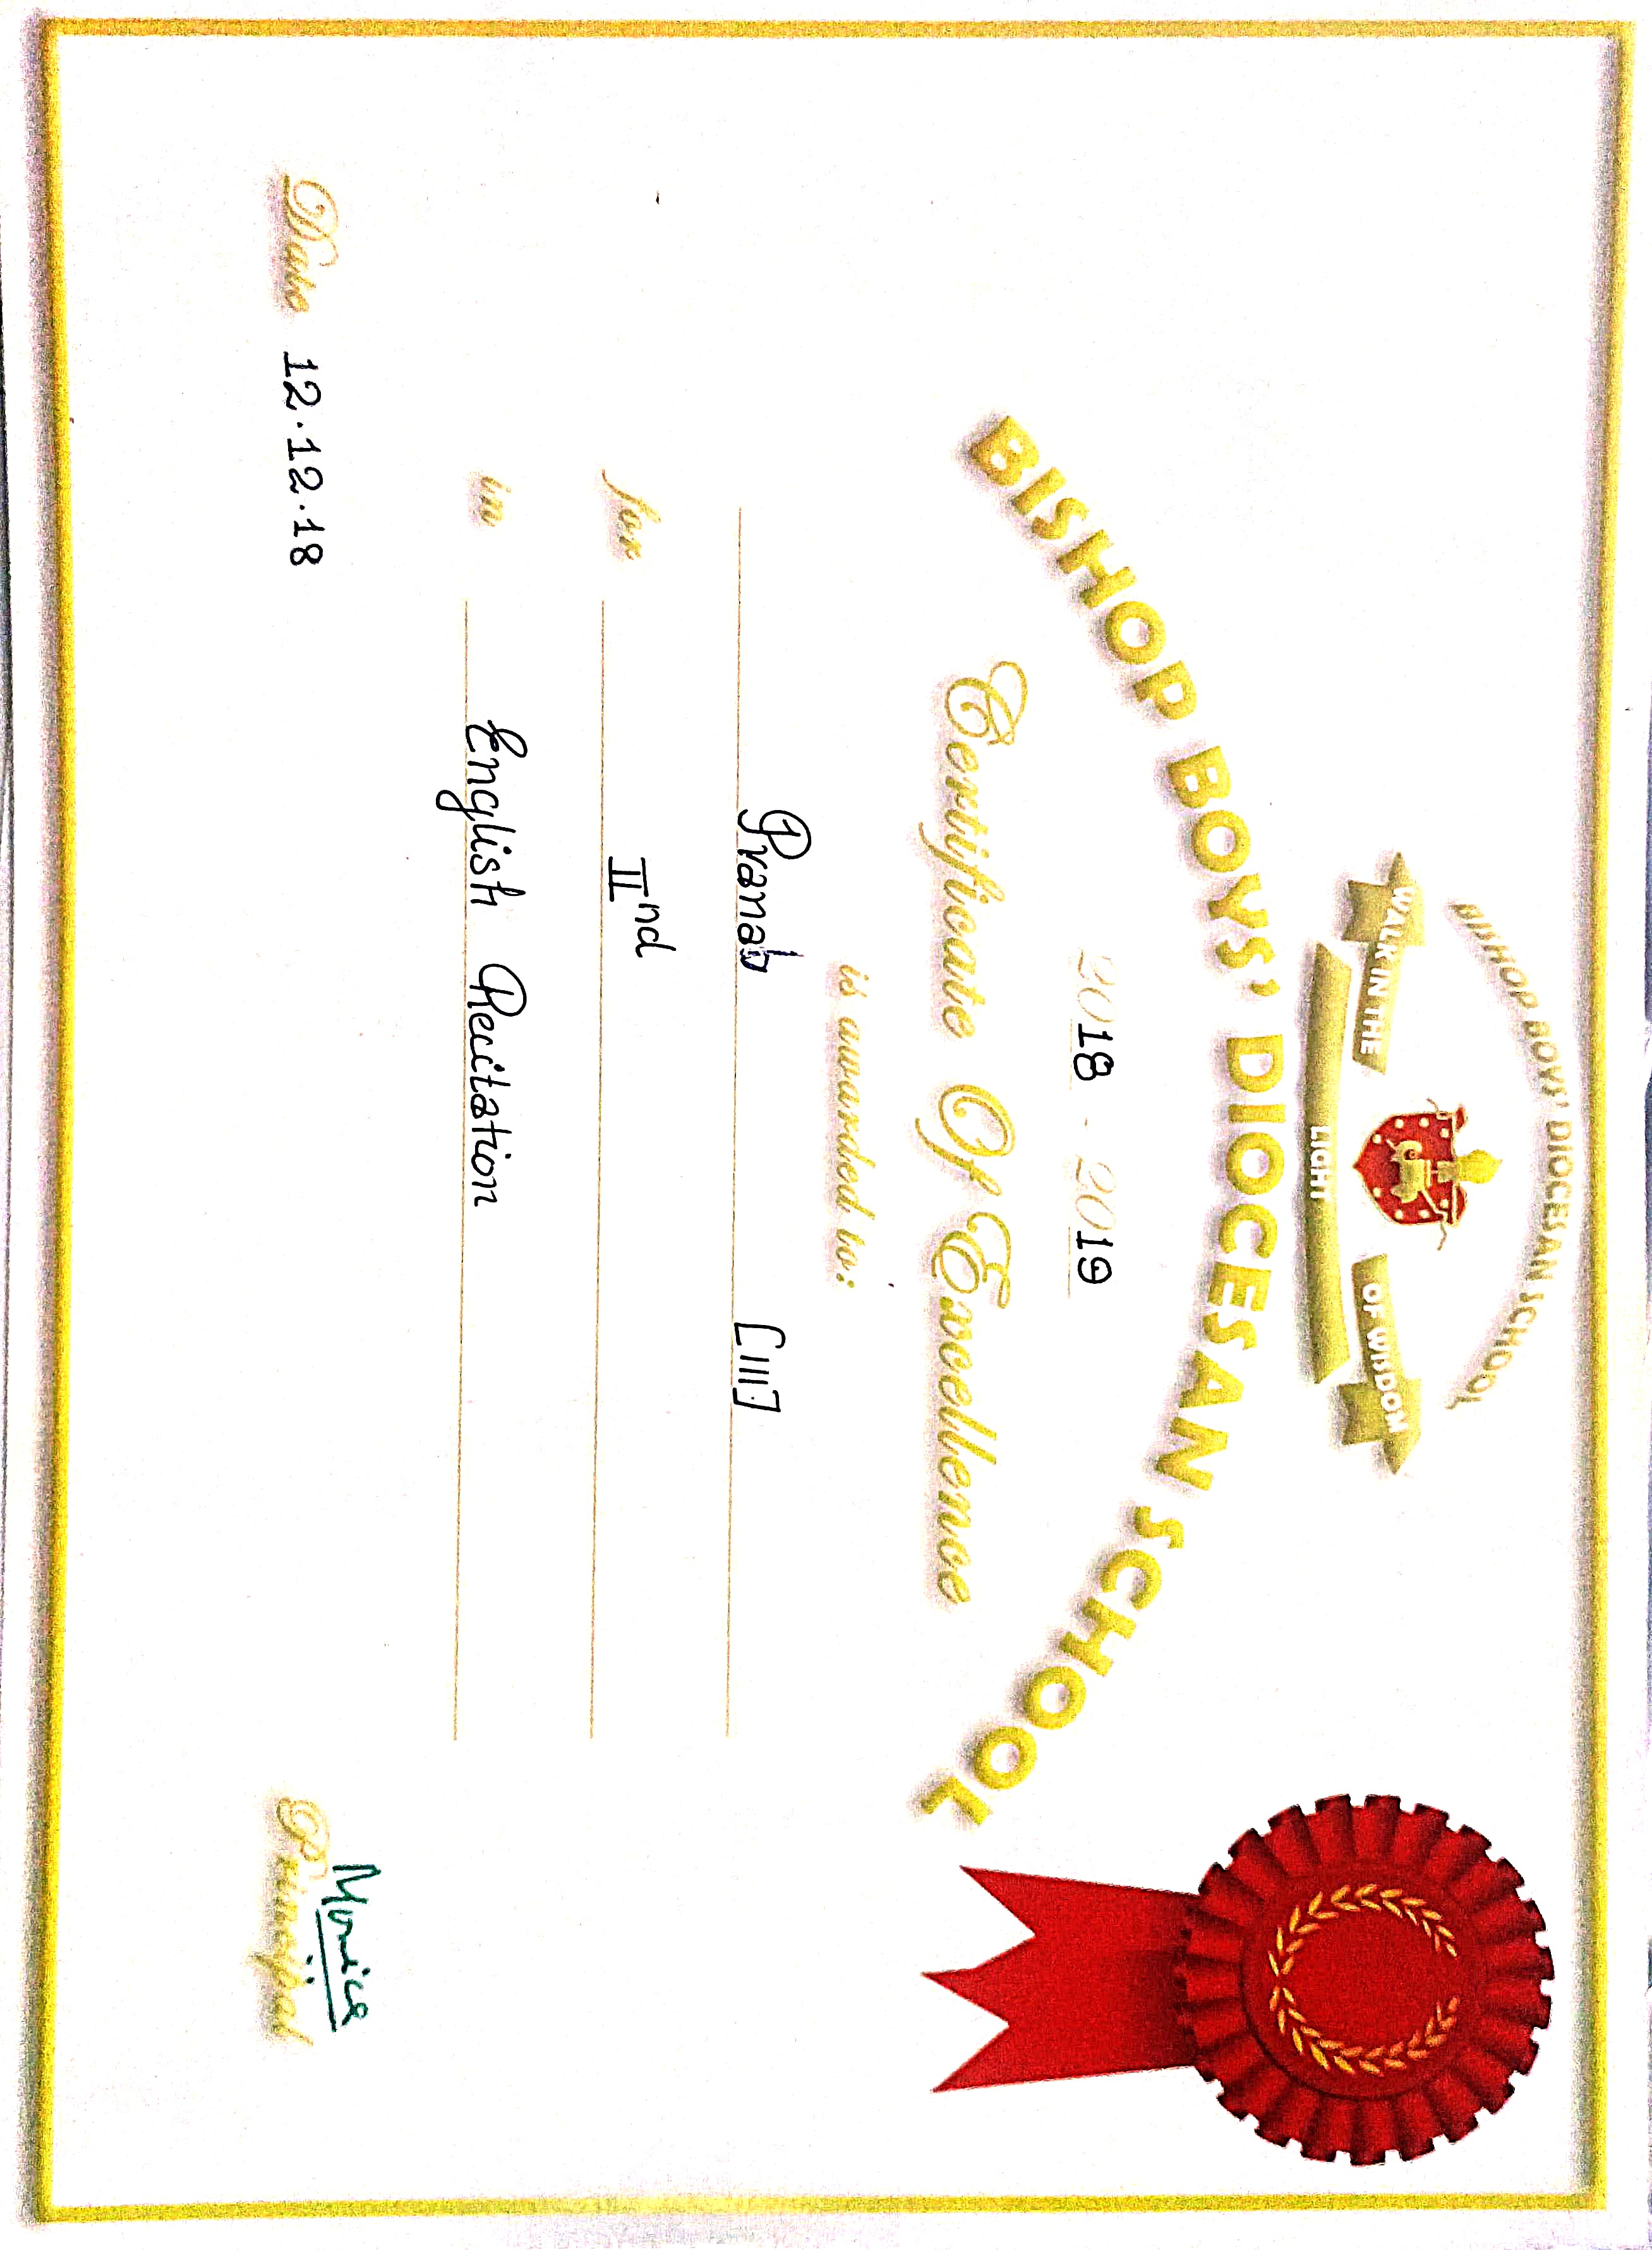 BISHOP BOYS' DIOCESAN SCHOOL
WALK IN THE LIGHT OF WISDOM
BISHOP BOYS' DIOCESAN SCHOOL
2018 - 2019
Certificate Of Excellence
is awarded to:
Pranab [III]
for IInd
in English Recitation
Monica
Date 12.12.18 Principal